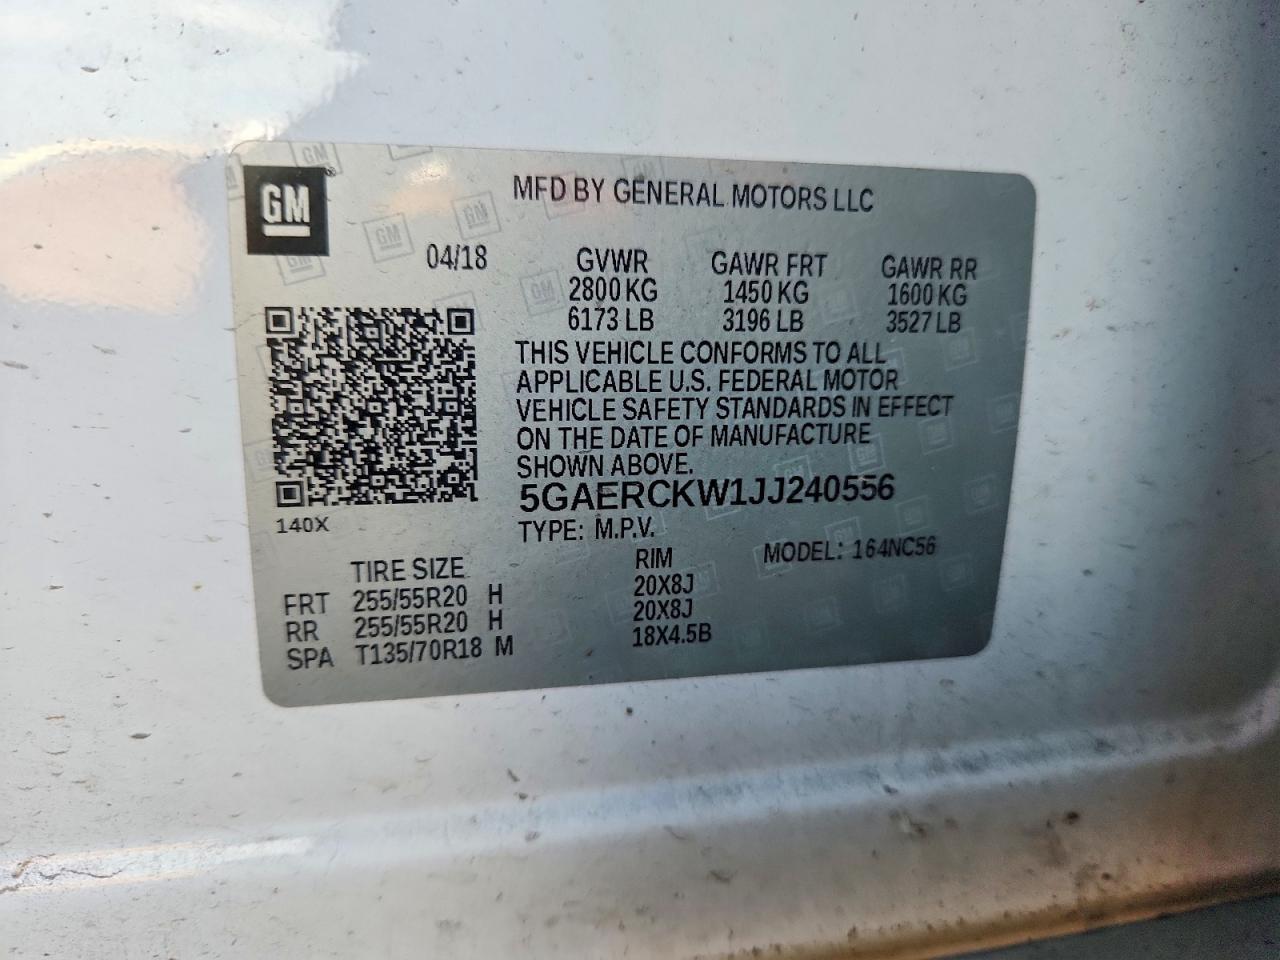 GM
MFD BY GENERAL MOTORS LLC
04/18 GVWR GAWR FRT GAWR RR
2800 KG 1450 KG 1600 KG
6173 LB 3196 LB 3527 LB
THIS VEHICLE CONFORMS TO ALL
APPLICABLE U.S. FEDERAL MOTOR
VEHICLE SAFETY STANDARDS IN EFFECT
ON THE DATE OF MANUFACTURE
SHOWN ABOVE.
5GAERCKW1JJ240556
140X
TYPE: M.P.V. MODEL: 164NC56
TIRE SIZE RIM
FRT 255/55R20 H 20X8J
RR 255/55R20 H 20X8J
SPA T135/70R18 M 18X4.5B